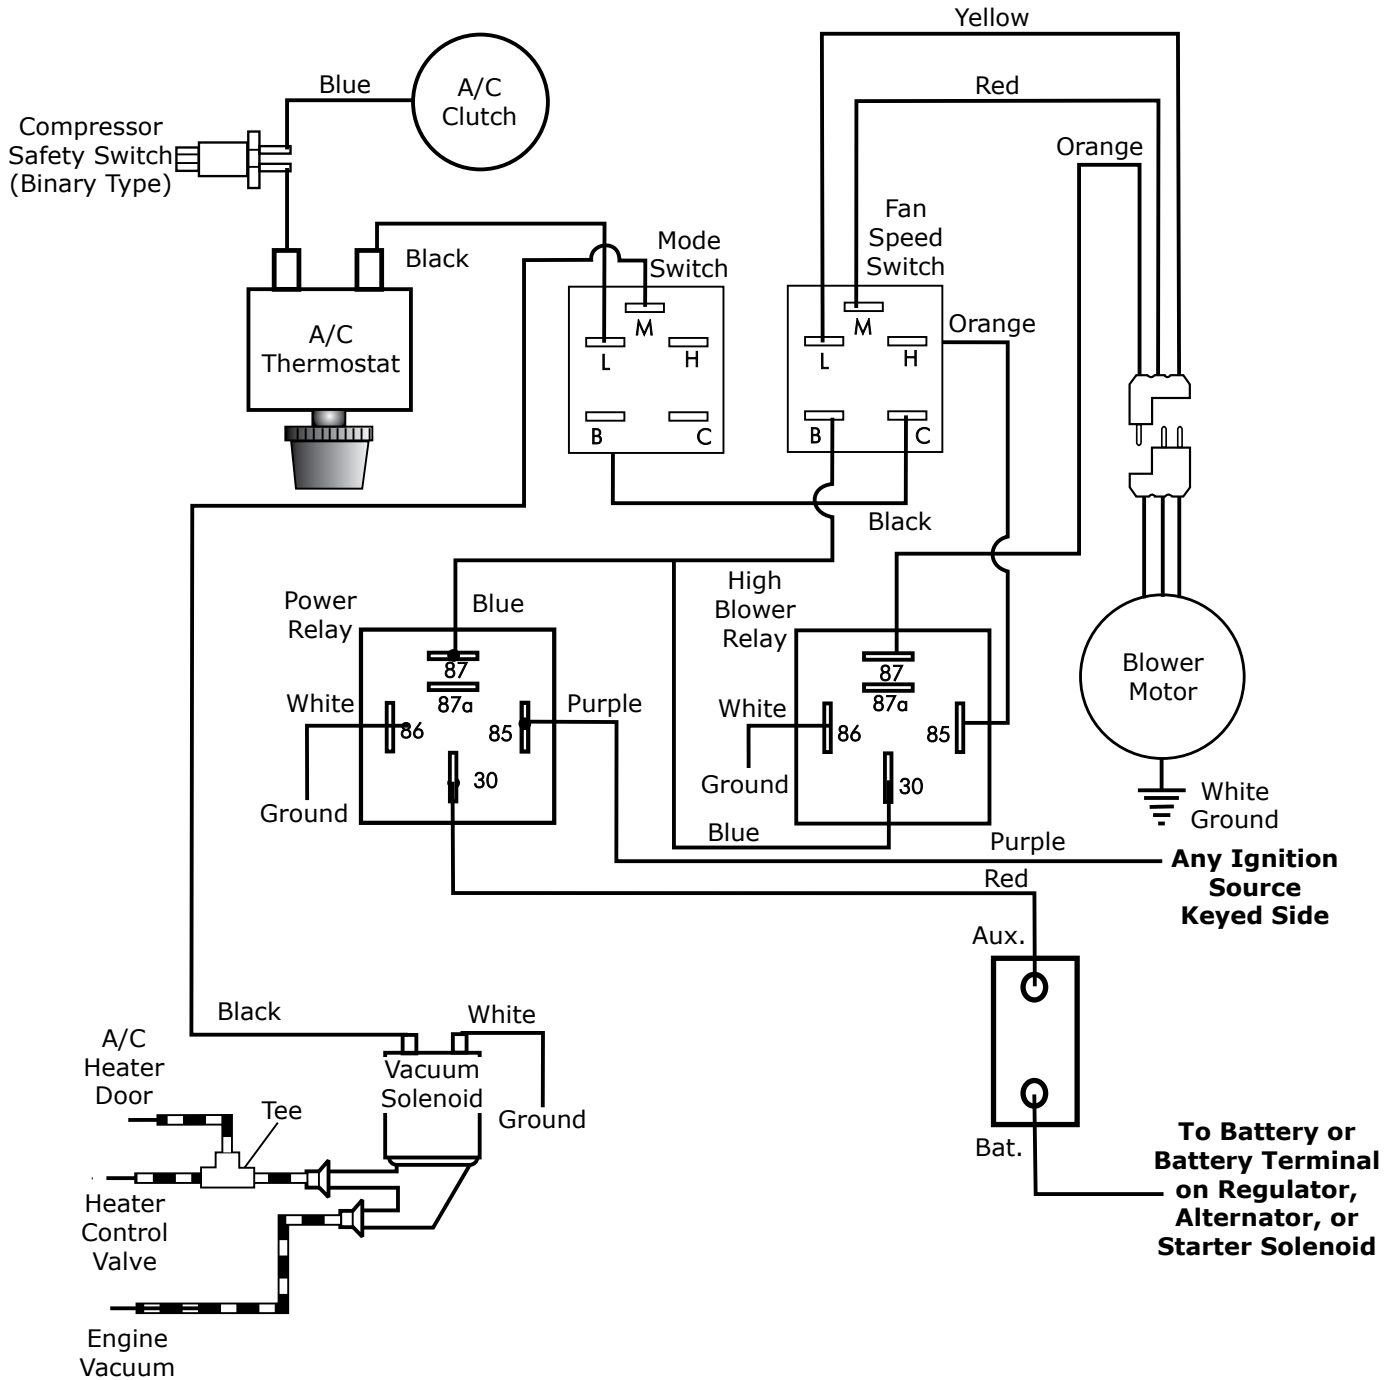 Yellow
Red
Orange
Blue
A/C
Clutch
Compressor
Safety Switch
(Binary Type)
Black
A/C
Thermostat
Mode
Switch
M
L
H
B
C
Fan
Speed
Switch
M
L
H
B
C
Orange
Black
Power
Relay
Blue
87
87a
86
85
30
White
Ground
Purple
High
Blower
Relay
87
87a
86
85
30
White
Ground
Blue
Blower
Motor
White
Ground
Purple
Any Ignition
Source
Keyed Side
Red
Aux.
Bat.
To Battery or
Battery Terminal
on Regulator,
Alternator, or
Starter Solenoid
Black
White
Vacuum
Solenoid
Ground
A/C
Heater
Door
Tee
Heater
Control
Valve
Engine
Vacuum